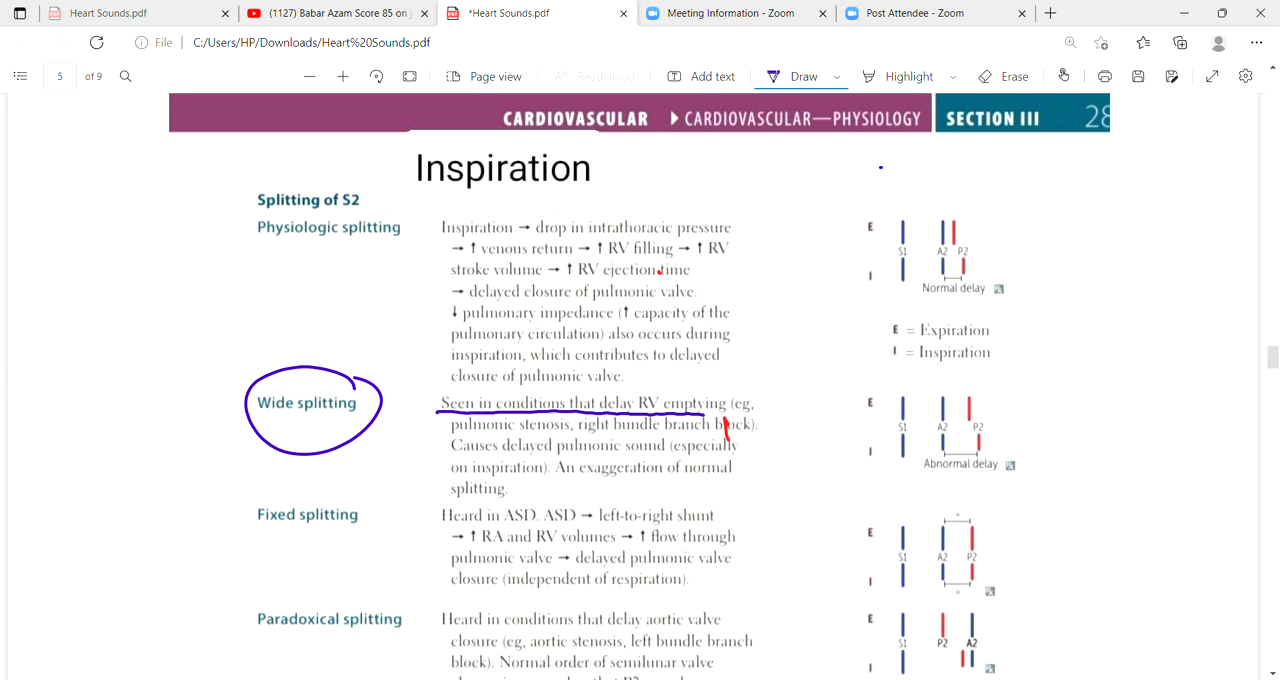 Heart Sounds.pdf
(1127) Babar Azam Score 85 on
*Heart Sounds.pdf
Meeting Information - Zoom
Post Attendee - Zoom
File
C:/Users/HP/Downloads/Heart%20Sounds.pdf
5
of 9
Page view
Read aloud
Add text
Draw
Highlight
Erase
CARDIOVASCULAR
CARDIOVASCULAR—PHYSIOLOGY
SECTION III
28
Inspiration
Splitting of S2
Physiologic splitting
Inspiration → drop in intrathoracic pressure
→ ↑ venous return → ↑ RV filling → ↑ RV
stroke volume → ↑ RV ejection time
→ delayed closure of pulmonic valve.
↓ pulmonary impedance (↑ capacity of the
pulmonary circulation) also occurs during
inspiration, which contributes to delayed
closure of pulmonic valve.
E
S1
A2 P2
I
Normal delay
E = Expiration
I = Inspiration
Wide splitting
Seen in conditions that delay RV emptying (eg,
pulmonic stenosis, right bundle branch block).
Causes delayed pulmonic sound (especially
on inspiration). An exaggeration of normal
splitting.
E
S1
A2
P2
I
Abnormal delay
Fixed splitting
Heard in ASD. ASD → left-to-right shunt
→ ↑ RA and RV volumes → ↑ flow through
pulmonic valve → delayed pulmonic valve
closure (independent of respiration).
=
E
S1
A2
P2
I
=
Paradoxical splitting
Heard in conditions that delay aortic valve
closure (eg, aortic stenosis, left bundle branch
block). Normal order of semilunar valve
E
S1
P2
A2
I